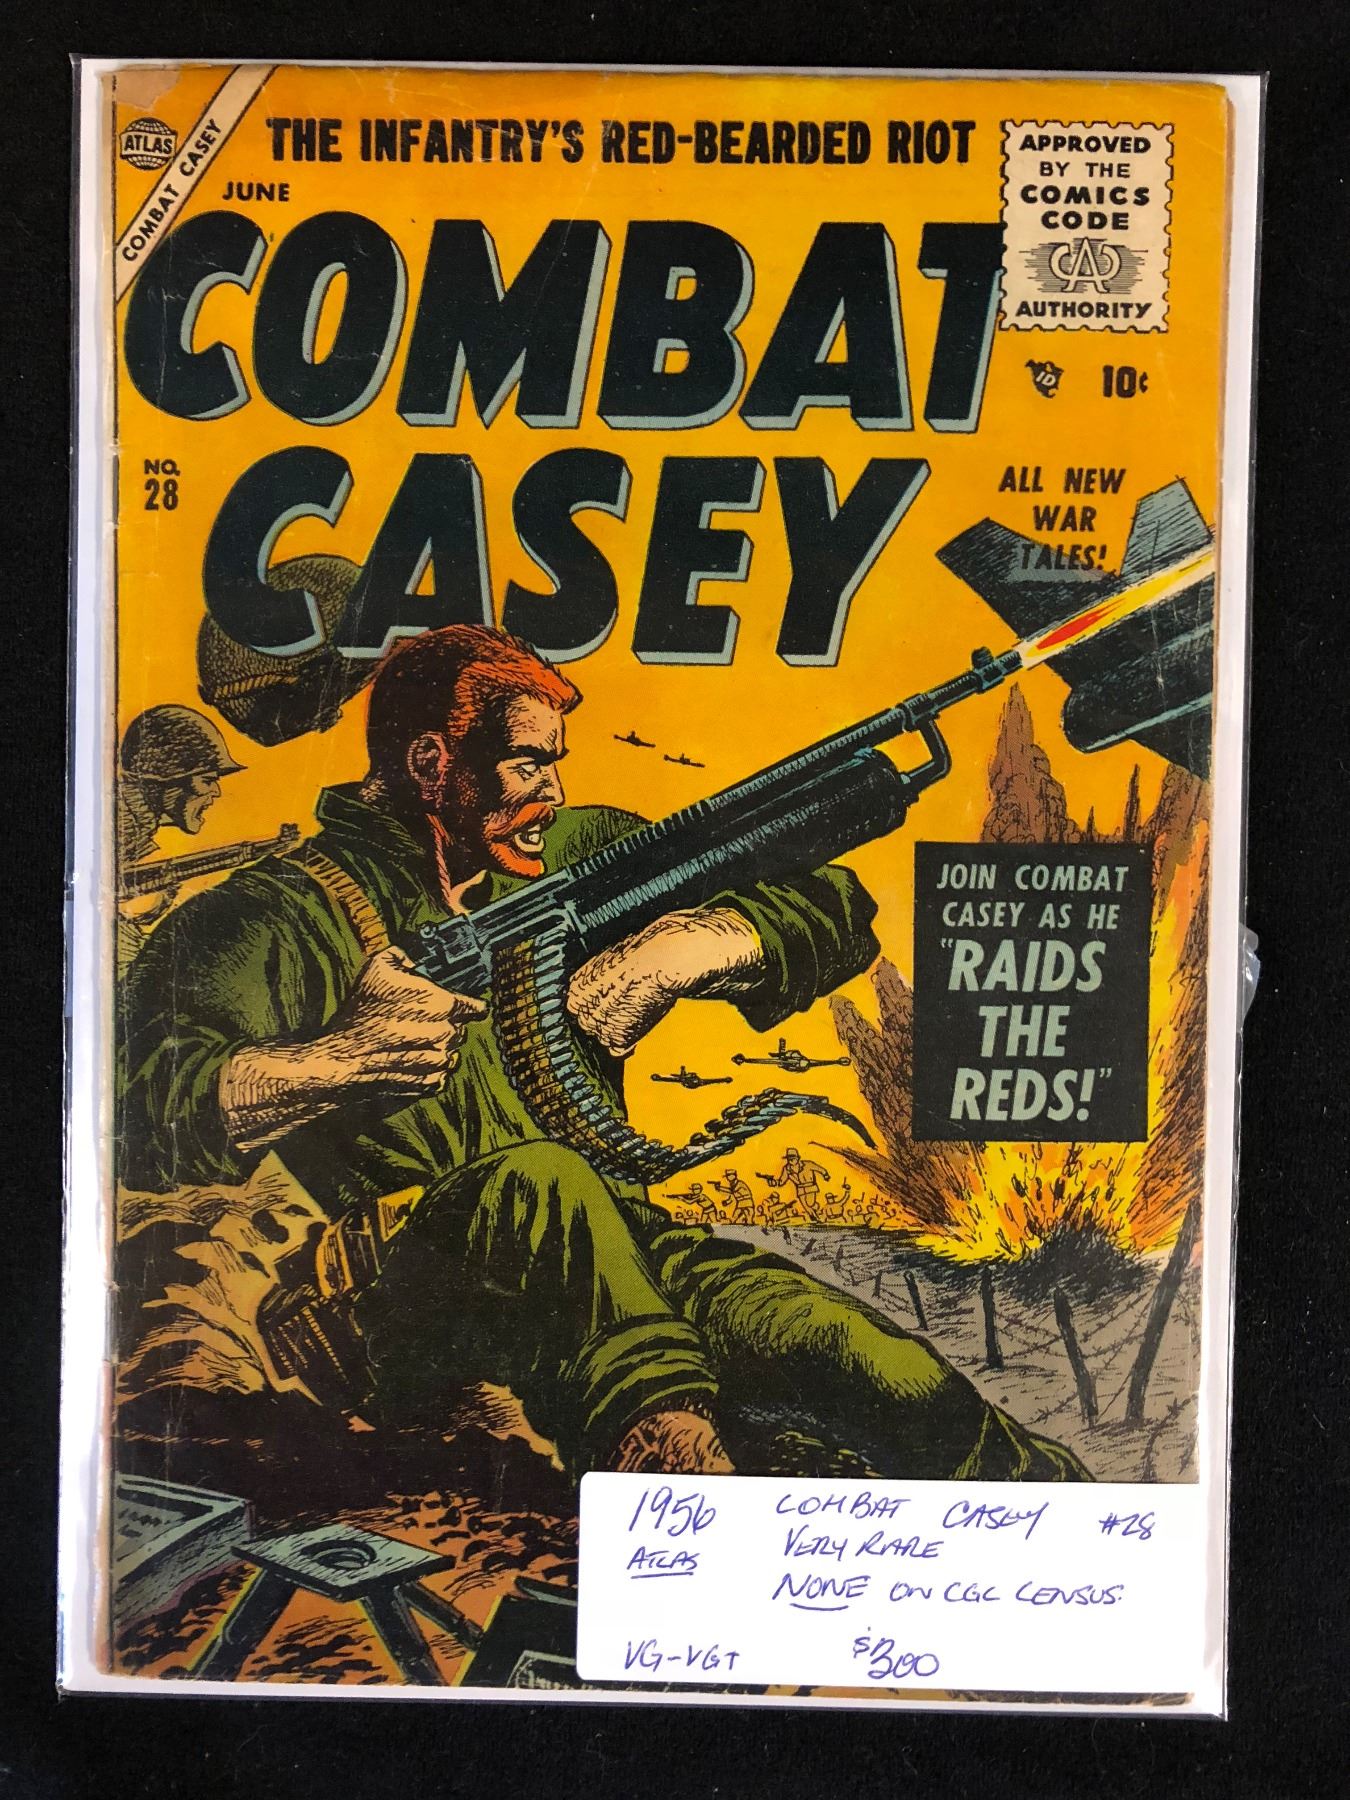 THE INFANTRY'S RED-BEARDED RIOT
ATLAS
COMBAT CASEY
JUNE
APPROVED
BY THE
COMICS
CODE
CA
AUTHORITY
COMBAT
CASEY
ID
10¢
NO.
28
ALL NEW
WAR
TALES!
JOIN COMBAT
CASEY AS HE
"RAIDS
THE
REDS!"
1956 COMBAT CASEY #28
ATLAS VERY RARE
NONE ON CGC CENSUS.
VG-VG+ $300